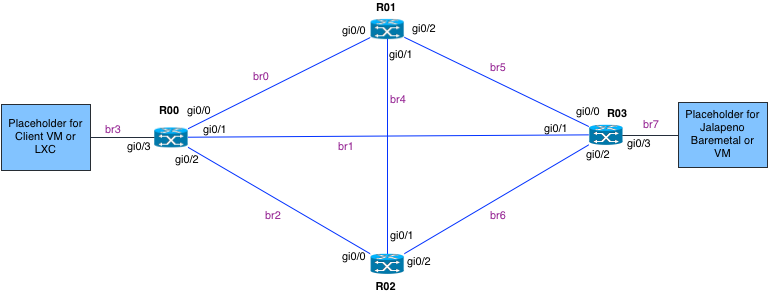 R01
gi0/0
gi0/2
gi0/1
br0
br5
br4
Placeholder for
Client VM or
LXC
br3
R00
gi0/0
gi0/1
gi0/3
gi0/2
br1
gi0/0
R03
gi0/1
br7
gi0/3
gi0/2
Placeholder for
Jalapeno
Baremetal or
VM
br2
br6
gi0/1
gi0/0
gi0/2
R02